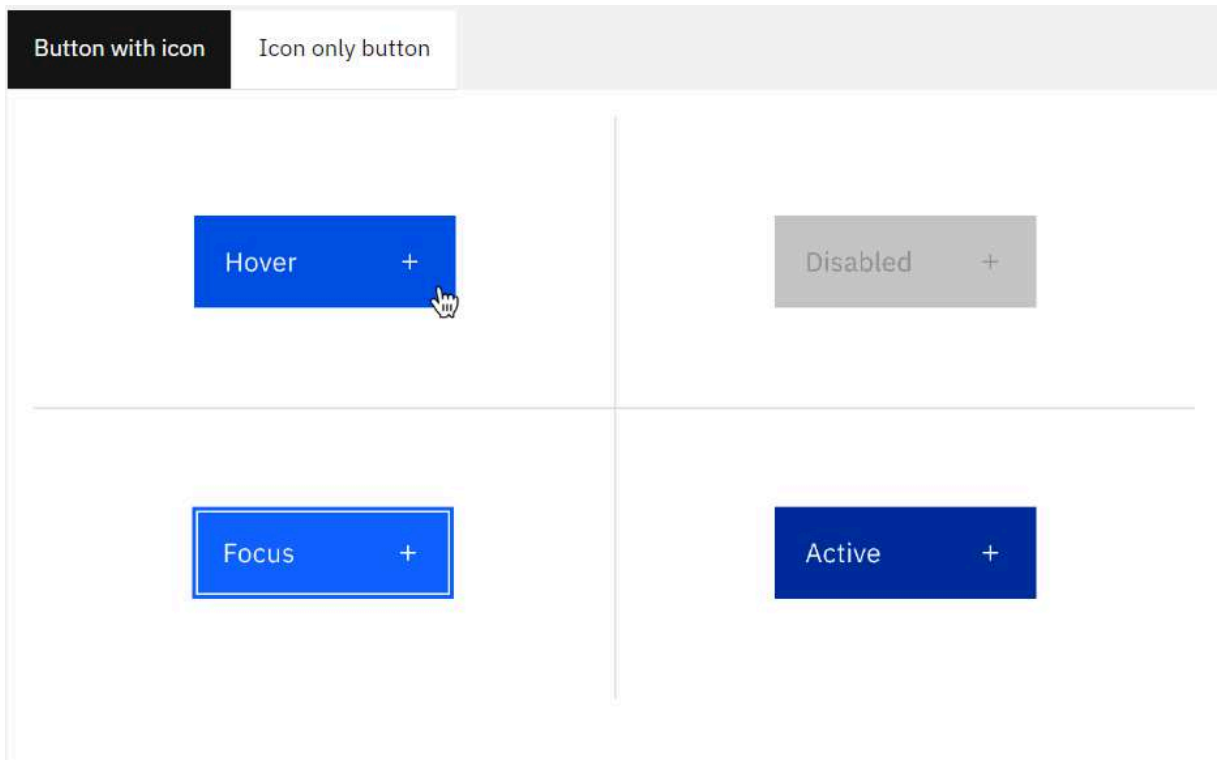 Button with icon
Icon only button
Hover +
Disabled +
Focus +
Active +